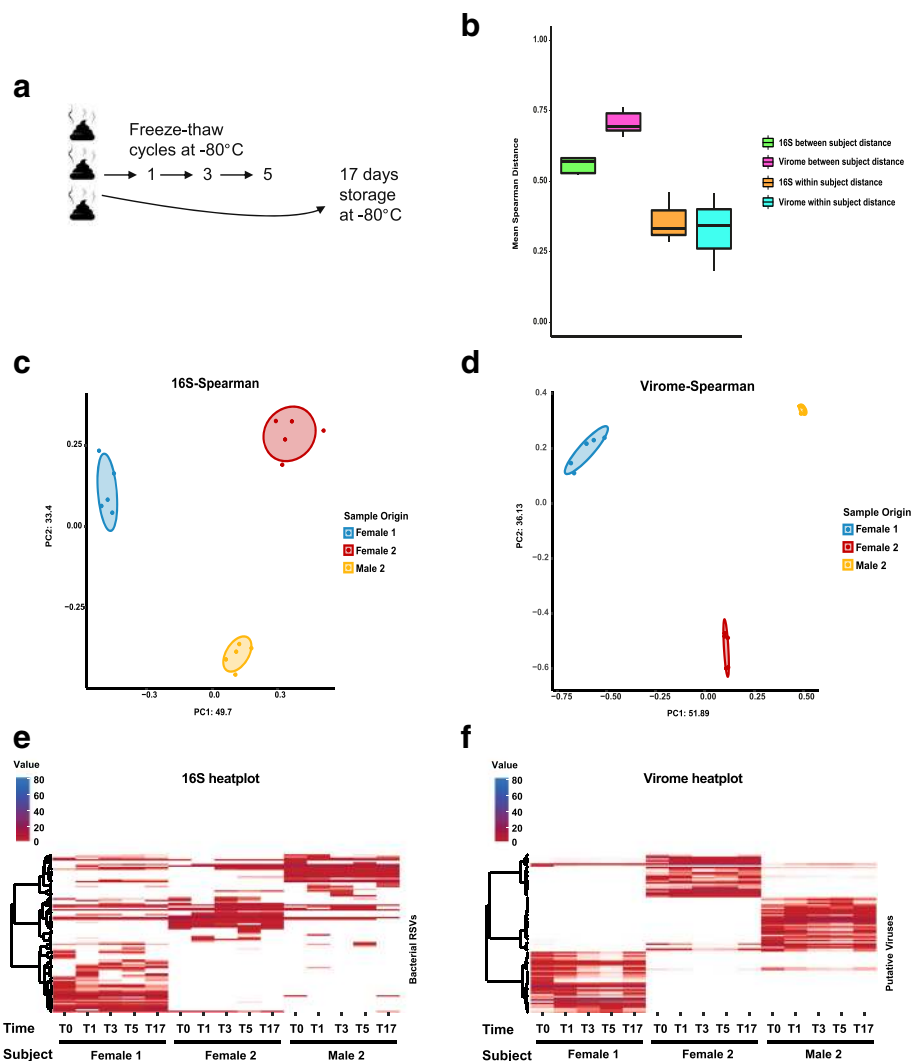 a
Freeze-thaw
cycles at -80°C
1 3 5
17 days
storage
at -80°C
b
1.00
0.75
0.50
0.25
0.00
Mean Spearman Distance
16S between subject distance
Virome between subject distance
16S within subject distance
Virome within subject distance
c
16S-Spearman
0.25
0.00
−0.25
PC2: 33.4
−0.3 0.0 0.3
PC1: 49.7
Sample Origin
Female 1
Female 2
Male 2
d
Virome-Spearman
0.4
0.2
0.0
−0.2
−0.4
−0.6
PC2: 36.13
−0.75 −0.50 −0.25 0.00 0.25 0.50
PC1: 51.89
Sample Origin
Female 1
Female 2
Male 2
e
16S heatplot
Value
80
60
40
20
0
Bacterial RSVs
Time T0 T1 T3 T5 T17 T0 T1 T3 T5 T17 T0 T1 T3 T5 T17
Subject Female 1 Female 2 Male 2
f
Virome heatplot
Value
80
60
40
20
0
Putative Viruses
Time T0 T1 T3 T5 T17 T0 T1 T3 T5 T17 T0 T1 T3 T5 T17
Subject Female 1 Female 2 Male 2